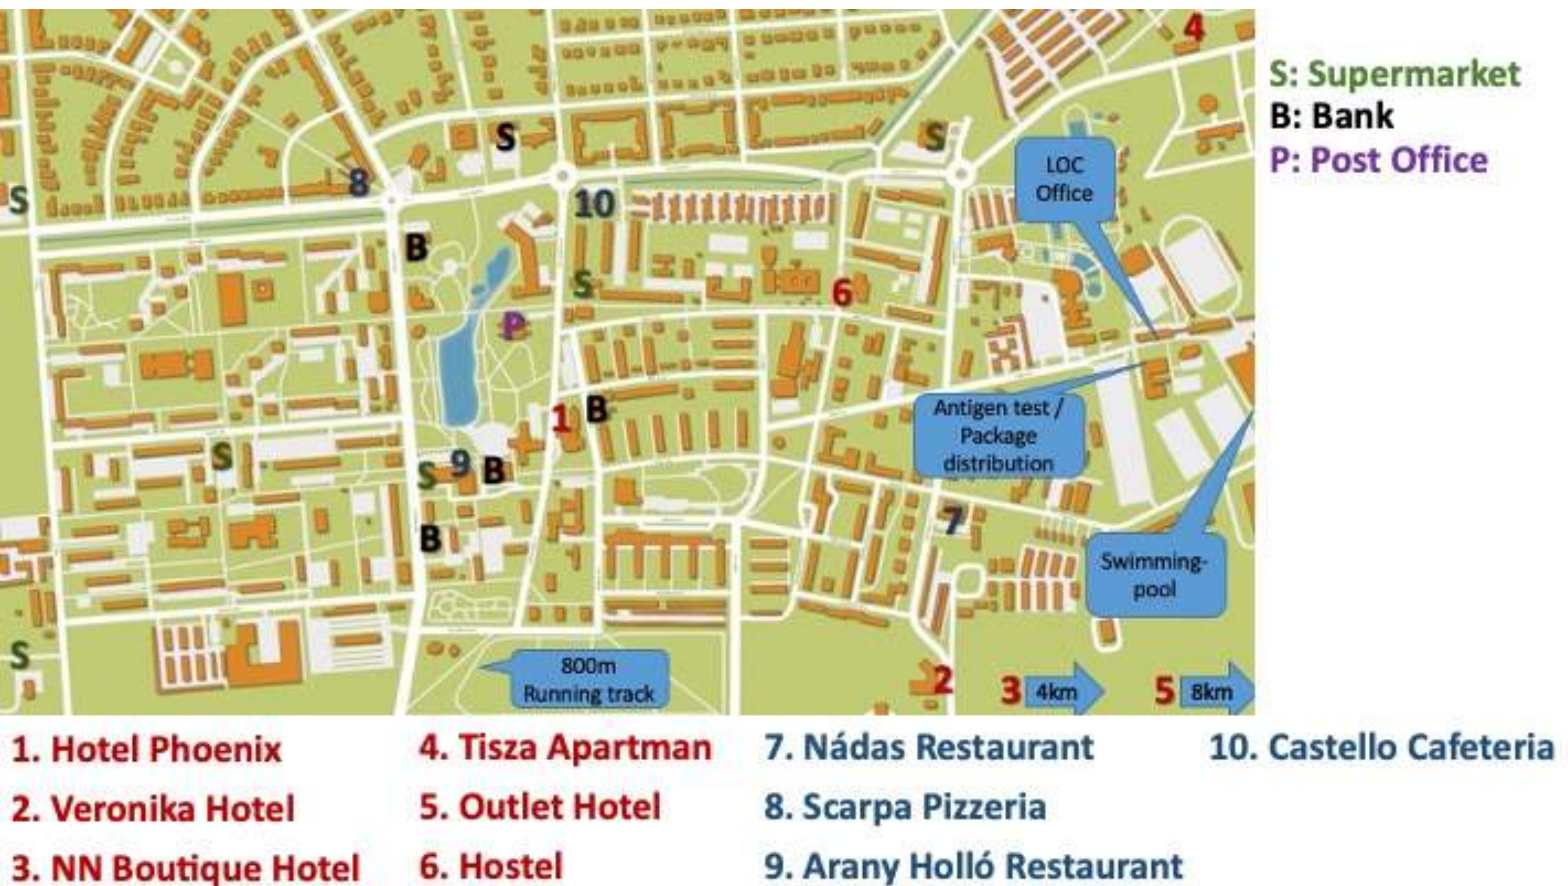 4
S: Supermarket
B: Bank
P: Post Office
S
S
LOC
Office
8
S
10
B
S
6
P
1
B
Antigen test /
Package
distribution
S
9
B
S
7
B
Swimming-
pool
S
800m
Running track
2
3
4km
5
8km
1. Hotel Phoenix
2. Veronika Hotel
3. NN Boutique Hotel
4. Tisza Apartman
5. Outlet Hotel
6. Hostel
7. Nádas Restaurant
8. Scarpa Pizzeria
9. Arany Holló Restaurant
10. Castello Cafeteria